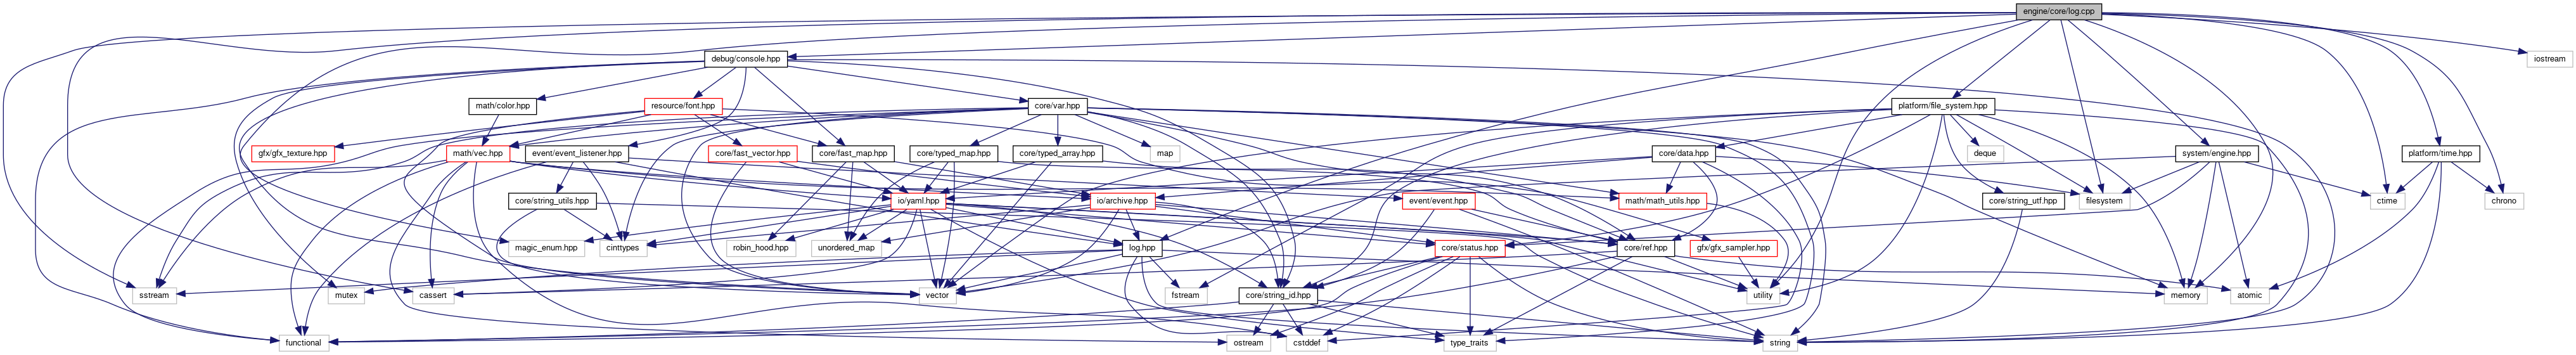 engine/core/log.cpp
debug/console.hpp
iostream
math/color.hpp
resource/font.hpp
core/var.hpp
platform/file_system.hpp
gfx/gfx_texture.hpp
math/vec.hpp
event/event_listener.hpp
core/fast_vector.hpp
core/fast_map.hpp
core/typed_map.hpp
core/typed_array.hpp
map
core/data.hpp
deque
system/engine.hpp
platform/time.hpp
core/string_utils.hpp
io/yaml.hpp
io/archive.hpp
event/event.hpp
math/math_utils.hpp
core/string_utf.hpp
filesystem
ctime
chrono
magic_enum.hpp
cinttypes
robin_hood.hpp
unordered_map
log.hpp
core/status.hpp
core/ref.hpp
gfx/gfx_sampler.hpp
sstream
mutex
cassert
vector
fstream
core/string_id.hpp
utility
memory
atomic
functional
ostream
cstddef
type_traits
string